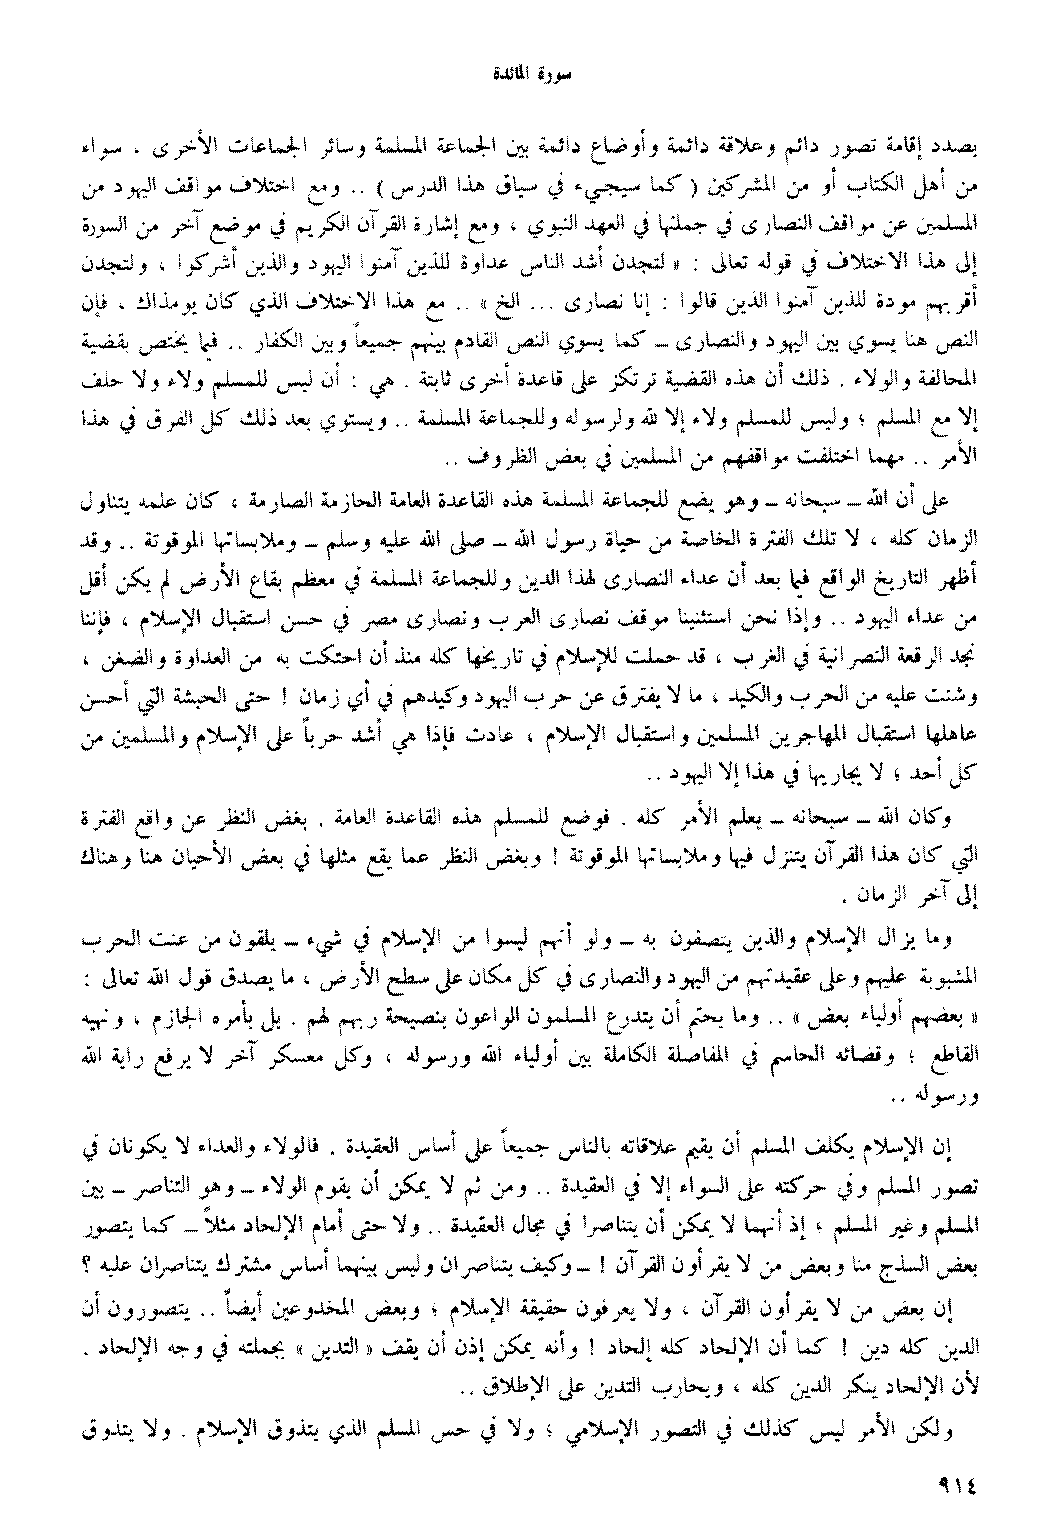 سورة المائدة
بصدد إقامة تصور دائم وعلاقة دائمة وأوضاع دائمة بين الجماعة المسلمة وسائر الجماعات الأخرى . سواء
من أهل الكتاب أو من المشركين ( كما سيجيء في سياق هذا الدرس ) .. ومع اختلاف مواقف اليهود من
المسلمين عن مواقف النصارى في جملتها في العهد النبوي ، ومع إشارة القرآن الكريم في موضع آخر من السورة
إلى هذا الاختلاف في قوله تعالى : « لتجدن أشد الناس عداوة للذين آمنوا اليهود والذين أشركوا ، ولتجدن
أقربهم مودة للذين آمنوا الذين قالوا : إنا نصارى ... الخ » .. مع هذا الاختلاف الذي كان يومذاك ، فإن
النص هنا يسوي بين اليهود والنصارى – كما يسوي النص القادم بينهم جميعاً وبين الكفار .. فيما يختص بقضية
المحالفة والولاء . ذلك أن هذه القضية ترتكز على قاعدة أخرى ثابتة . هي : أن ليس للمسلم ولاء ولا حلف
إلا مع المسلم ؛ وليس للمسلم ولاء إلا لله ولرسوله وللجماعة المسلمة .. ويستوي بعد ذلك كل الفرق في هذا
الأمر .. مهما اختلفت مواقفهم من المسلمين في بعض الظروف ..
على أن الله – سبحانه – وهو يضع للجماعة المسلمة هذه القاعدة العامة الحازمة الصارمة ، كان علمه يتناول
الزمان كله ، لا تلك الفترة الخاصة من حياة رسول الله – صلى الله عليه وسلم – وملابساتها الموقوتة .. وقد
أظهر التاريخ الواقع فيما بعد أن عداء النصارى لهذا الدين وللجماعة المسلمة في معظم بقاع الأرض لم يكن أقل
من عداء اليهود .. وإذا نحن استثنينا موقف نصارى العرب ونصارى مصر في حسن استقبال الإسلام ، فإننا
نجد الرقعة النصرانية في الغرب ، قد حملت للإسلام في تاريخها كله منذ أن احتكت به من العداوة والضغن ،
وشنت عليه من الحرب والكيد ، ما لا يفترق عن حرب اليهود وكيدهم في أي زمان ! حتى الحبشة التي أحسن
عاهلها استقبال المهاجرين المسلمين واستقبال الإسلام ، عادت فإذا هي أشد حرباً على الإسلام والمسلمين من
كل أحد ؛ لا يجاريها في هذا إلا اليهود ..
وكان الله – سبحانه – يعلم الأمر كله . فوضع للمسلم هذه القاعدة العامة . بغض النظر عن واقع الفترة
التي كان هذا القرآن يتنزل فيها وملابساتها الموقوتة ! وبغض النظر عما يقع مثلها في بعض الأحيان هنا وهناك
إلى آخر الزمان .
وما يزال الإسلام والذين يتصفون به – ولو أنهم ليسوا من الإسلام في شيء – يلقون من عنت الحرب
المشبوبة عليهم وعلى عقيدتهم من اليهود والنصارى في كل مكان على سطح الأرض ، ما يصدق قول الله تعالى :
« بعضهم أولياء بعض » .. وما يحتم أن يتدرع المسلمون الواعون بنصيحة ربهم لهم . بل بأمره الجازم ، ونهيه
القاطع ؛ وقضائه الحاسم في المفاصلة الكاملة بين أولياء الله ورسوله ، وكل معسكر آخر لا يرفع راية الله
ورسوله ..
إن الإسلام يكلف المسلم أن يقيم علاقاته بالناس جميعاً على أساس العقيدة . فالولاء والعداء لا يكونان في
تصور المسلم وفي حركته على السواء إلا في العقيدة .. ومن ثم لا يمكن أن يقوم الولاء – وهو التناصر – بين
المسلم وغير المسلم ؛ إذ أنهما لا يمكن أن يتناصرا في مجال العقيدة .. ولا حتى أمام الإلحاد مثلاً – كما يتصور
بعض السذج منا وبعض من لا يقرأون القرآن ! – وكيف يتناصران وليس بينهما أساس مشترك يتناصران عليه ؟
إن بعض من لا يقرأون القرآن ، ولا يعرفون حقيقة الإسلام ؛ وبعض المخدوعين أيضاً .. يتصورون أن
الدين كله دين ! كما أن الإلحاد كله إلحاد ! وأنه يمكن إذن أن يقف « التدين » بجملته في وجه الإلحاد .
لأن الإلحاد ينكر الدين كله ، ويحارب التدين على الإطلاق ..
ولكن الأمر ليس كذلك في التصور الإسلامي ؛ ولا في حس المسلم الذي يتذوق الإسلام . ولا يتذوق
٩١٤